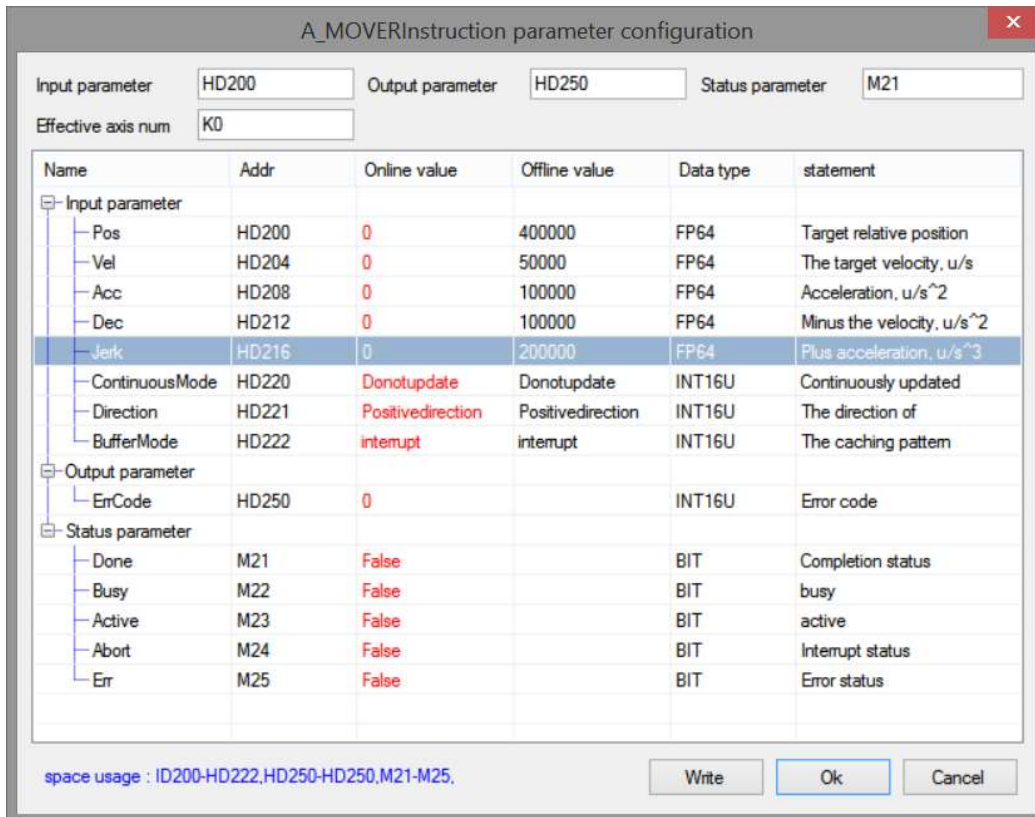 A_MOVERInstruction parameter configuration
Input parameter HD200 Output parameter HD250 Status parameter M21
Effective axis num K0
Name Addr Online value Offline value Data type statement
Input parameter
Pos HD200 0 400000 FP64 Target relative position
Vel HD204 0 50000 FP64 The target velocity, u/s
Acc HD208 0 100000 FP64 Acceleration, u/s^2
Dec HD212 0 100000 FP64 Minus the velocity, u/s^2
Jerk HD216 0 200000 FP64 Plus acceleration, u/s^3
ContinuousMode HD220 Donotupdate Donotupdate INT16U Continuously updated
Direction HD221 Positivedirection Positivedirection INT16U The direction of
BufferMode HD222 interrupt interrupt INT16U The caching pattern
Output parameter
ErrCode HD250 0 INT16U Error code
Status parameter
Done M21 False BIT Completion status
Busy M22 False BIT busy
Active M23 False BIT active
Abort M24 False BIT Interrupt status
Err M25 False BIT Error status
space usage : ID200-HD222,HD250-HD250,M21-M25,
Write Ok Cancel